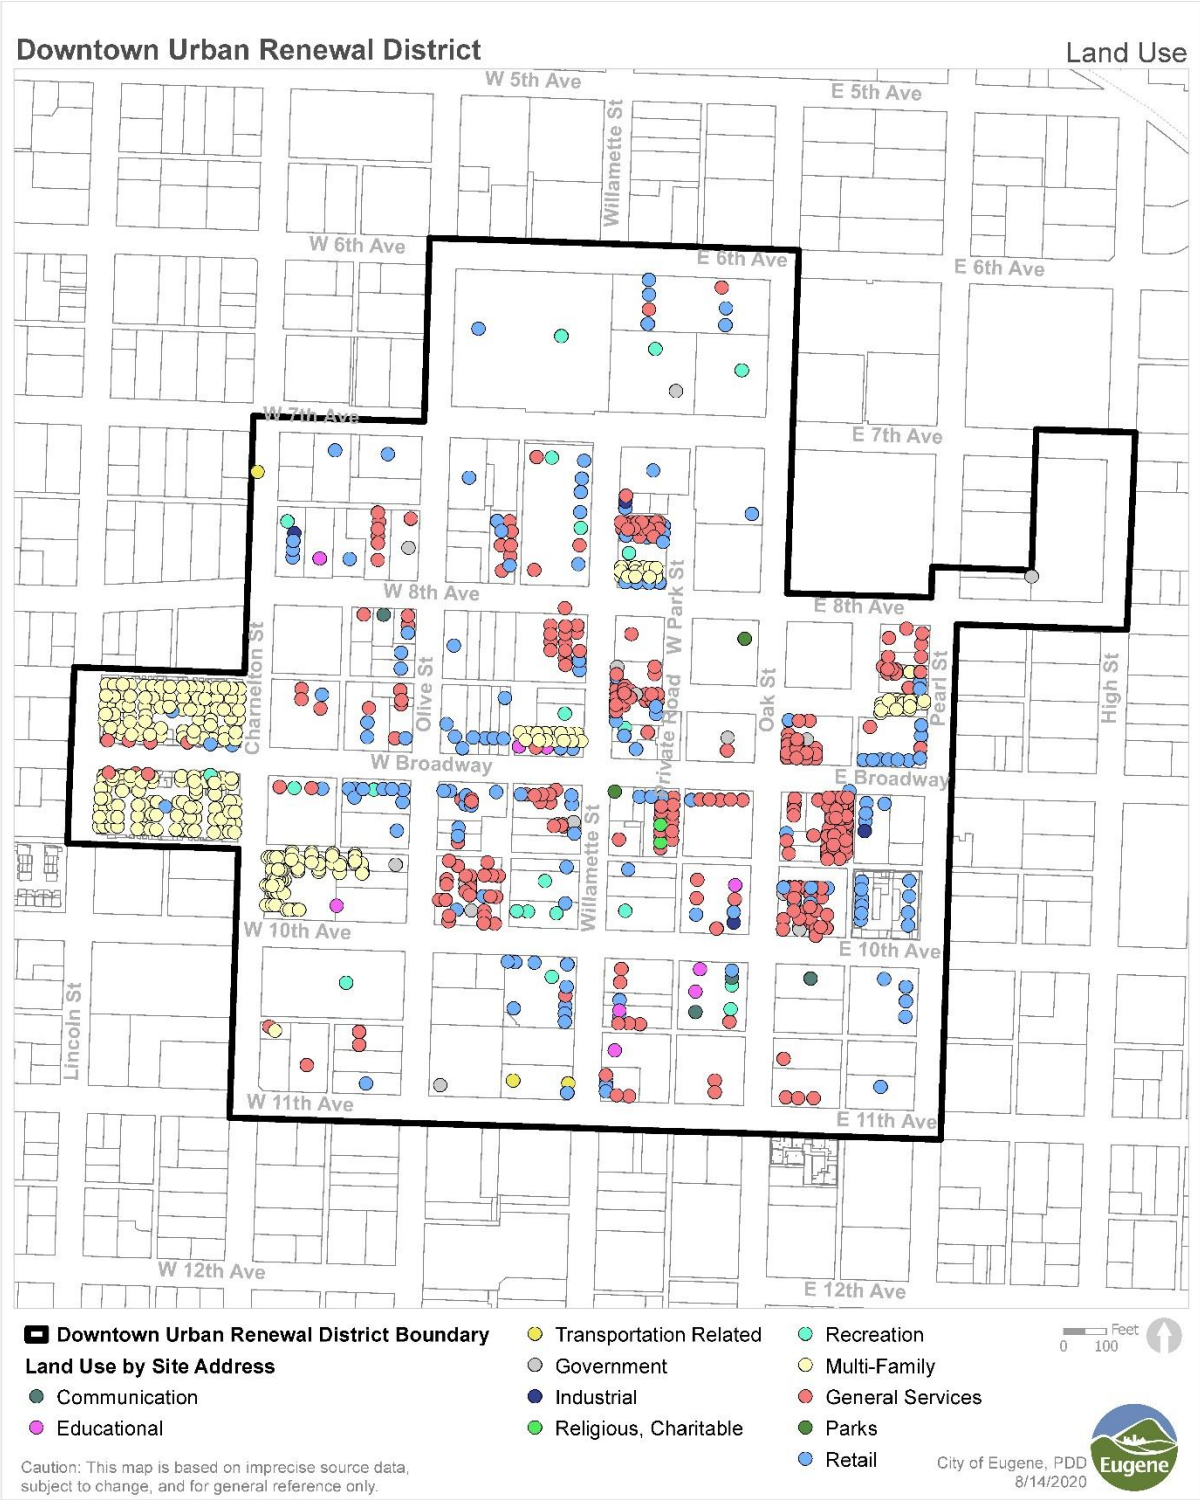 Downtown Urban Renewal District
Land Use
W 5th Ave
E 5th Ave
Willamette St
W 6th Ave
E 6th Ave
E 6th Ave
W 7th Ave
E 7th Ave
W 8th Ave
E 8th Ave
W Park St
Charnelton St
Olive St
Private Road
Oak St
Pearl St
High St
W Broadway
E Broadway
Willamette St
W 10th Ave
E 10th Ave
Lincoln St
W 11th Ave
E 11th Ave
W 12th Ave
E 12th Ave
Downtown Urban Renewal District Boundary
Land Use by Site Address
Communication
Educational
Transportation Related
Government
Industrial
Religious, Charitable
Recreation
Multi-Family
General Services
Parks
Retail
Feet
0 100
Caution: This map is based on imprecise source data,
subject to change, and for general reference only.
City of Eugene, PDD
8/14/2020
Eugene